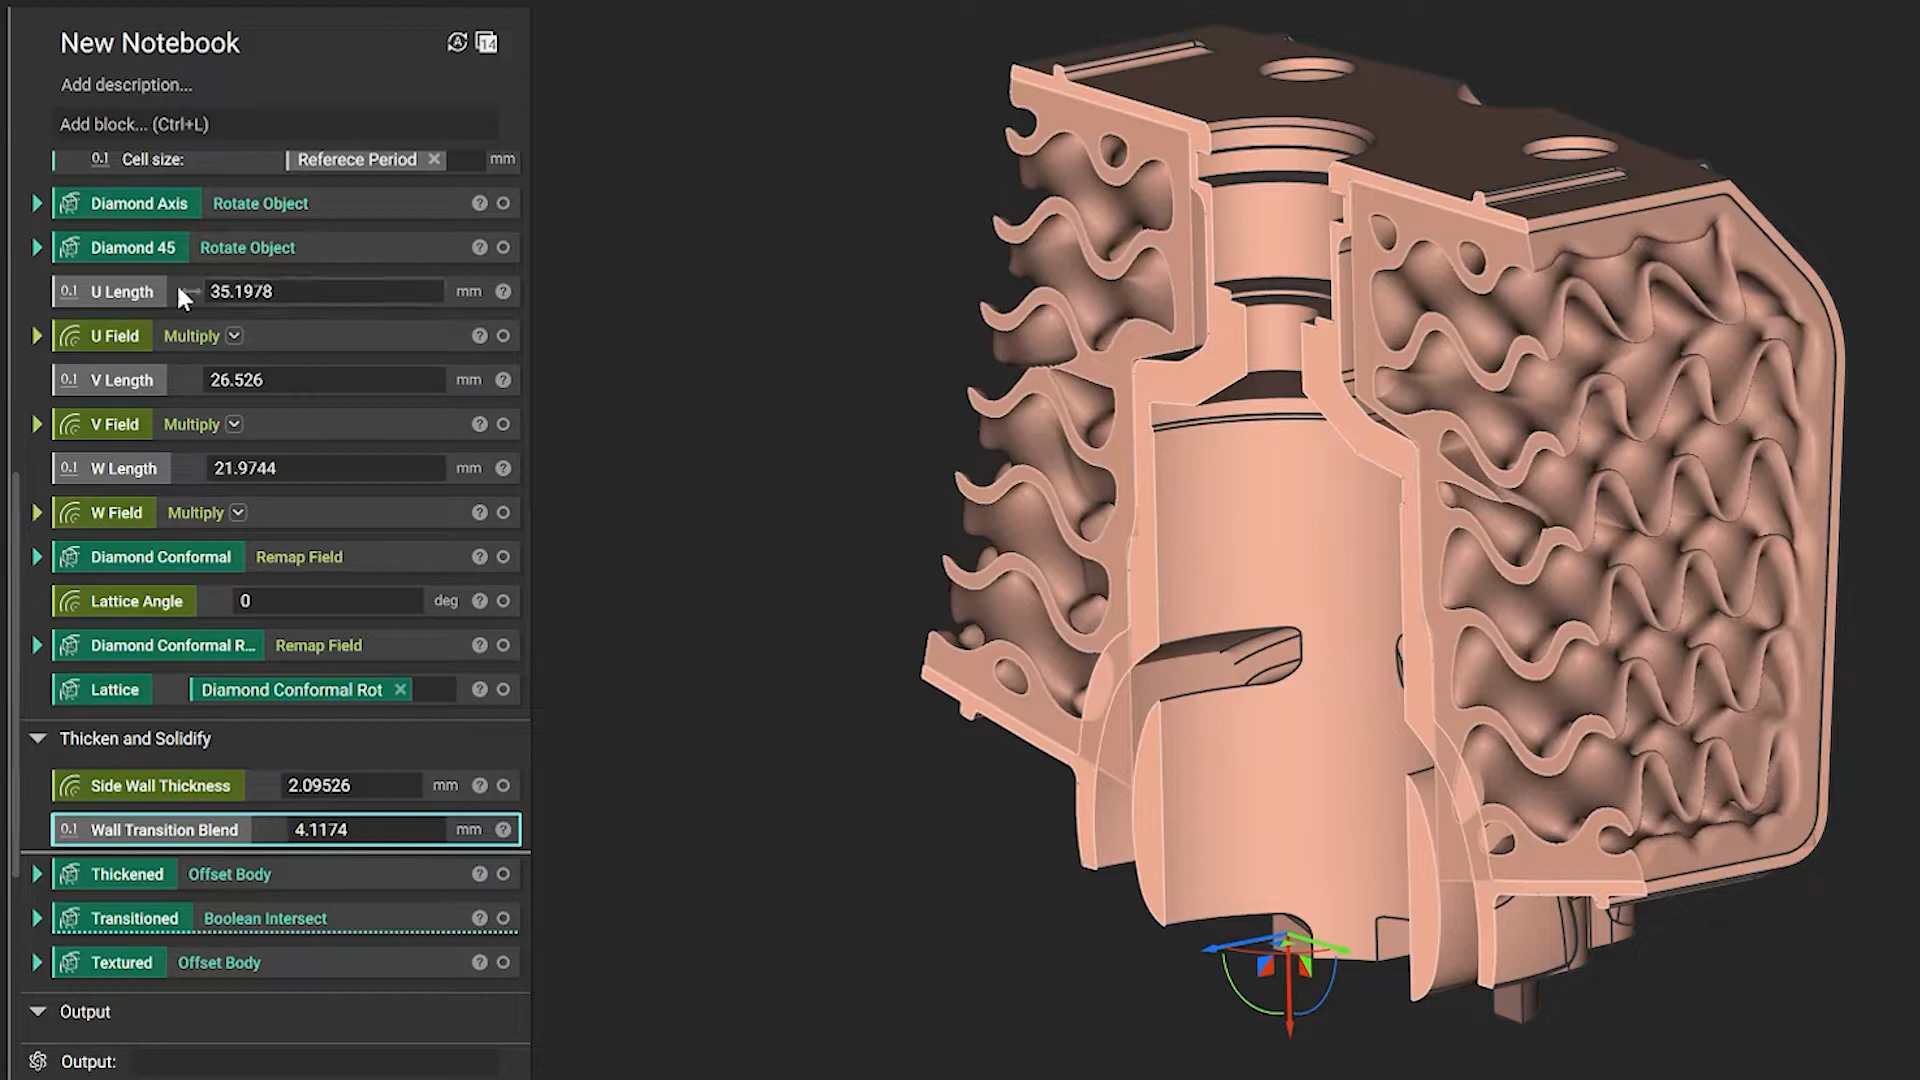 New Notebook
14
Add description...
Add block... (Ctrl+L)
0.1 Cell size: Referece Period mm
Diamond Axis Rotate Object
Diamond 45 Rotate Object
0.1 U Length 35.1978 mm
U Field Multiply
0.1 V Length 26.526 mm
V Field Multiply
0.1 W Length 21.9744 mm
W Field Multiply
Diamond Conformal Remap Field
Lattice Angle 0 deg
Diamond Conformal R... Remap Field
Lattice Diamond Conformal Rot
Thicken and Solidify
Side Wall Thickness 2.09526 mm
0.1 Wall Transition Blend 4.1174 mm
Thickened Offset Body
Transitioned Boolean Intersect
Textured Offset Body
Output
Output: